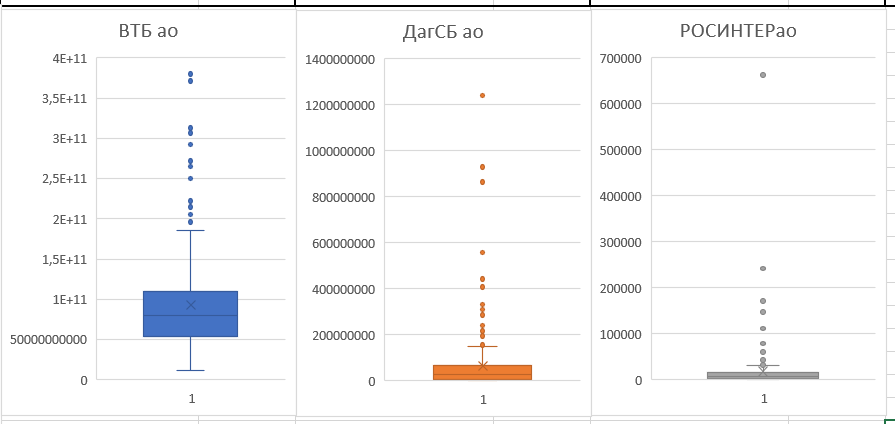 ВТБ ао
4E+11
3,5E+11
3E+11
2,5E+11
2E+11
1,5E+11
1E+11
50000000000
0
1
ДагСБ ао
1400000000
1200000000
1000000000
800000000
600000000
400000000
200000000
0
1
РОСИНТЕРао
700000
600000
500000
400000
300000
200000
100000
0
1